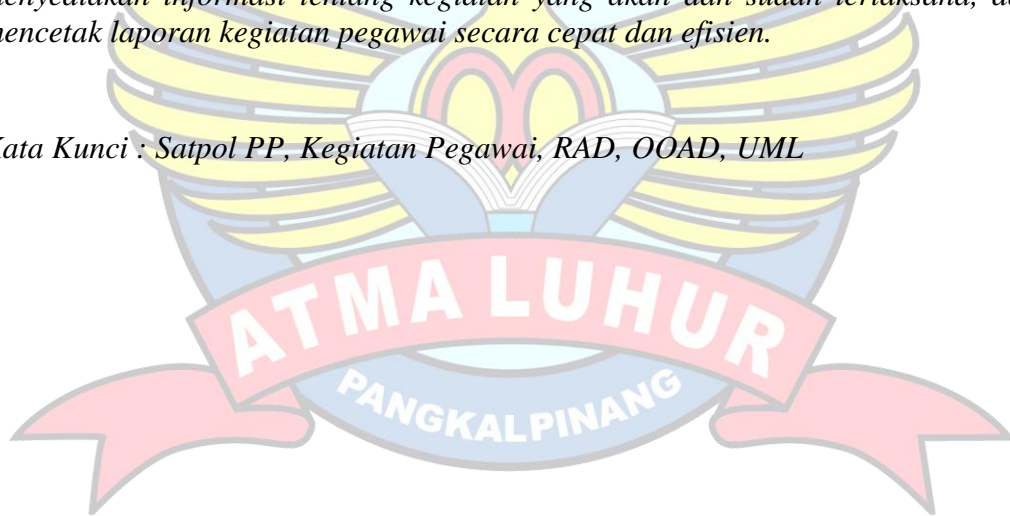 menyediakan informasi tentang kegiatan yang akan dan sudah terlaksana,
mencetak laporan kegiatan pegawai secara cepat dan efisien.
Kata Kunci : Satpol PP, Kegiatan Pegawai, RAD, OOAD, UML
ATMA LUHUR
PANGKALPINANG